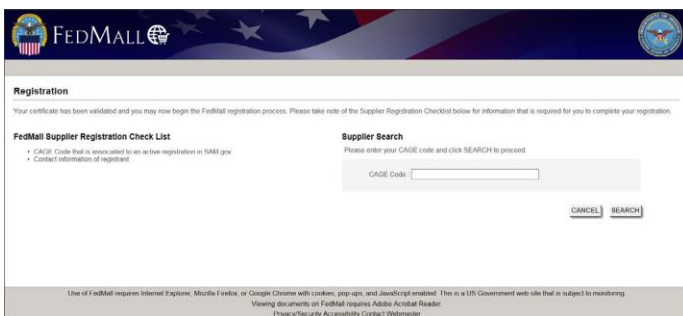 FEDMALL
Registration
Your certificate has been validated and you may now begin the FedMall registration process. Please take note of the Supplier Registration Checklist below for information that is required for you to complete your registration.
FedMall Supplier Registration Check List
• CAGE Code that is associated to an active registration in SAM.gov
• Contact information of registrant
Supplier Search
Please enter your CAGE code and click SEARCH to proceed.
CAGE Code :
CANCEL SEARCH
Use of FedMall requires Internet Explorer, Mozilla Firefox, or Google Chrome with cookies, pop-ups, and JavaScript enabled. This is a US Government web site that is subject to monitoring.
Viewing documents on FedMall requires Adobe Acrobat Reader.
Privacy/Security Accessibility Contact Webmaster